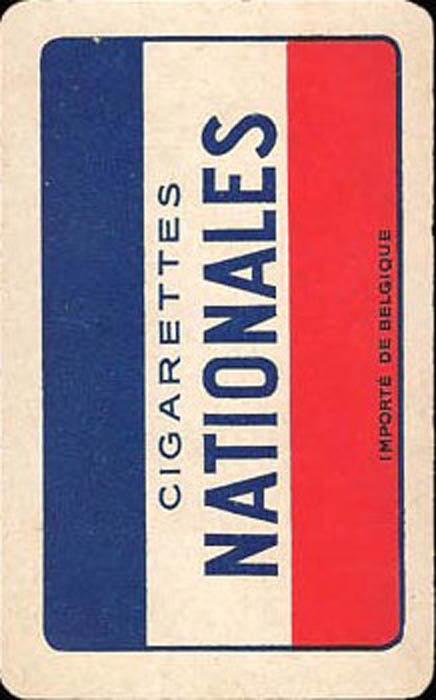 CIGARETTES
NATIONALES
IMPORTÉ DE BELGIQUE